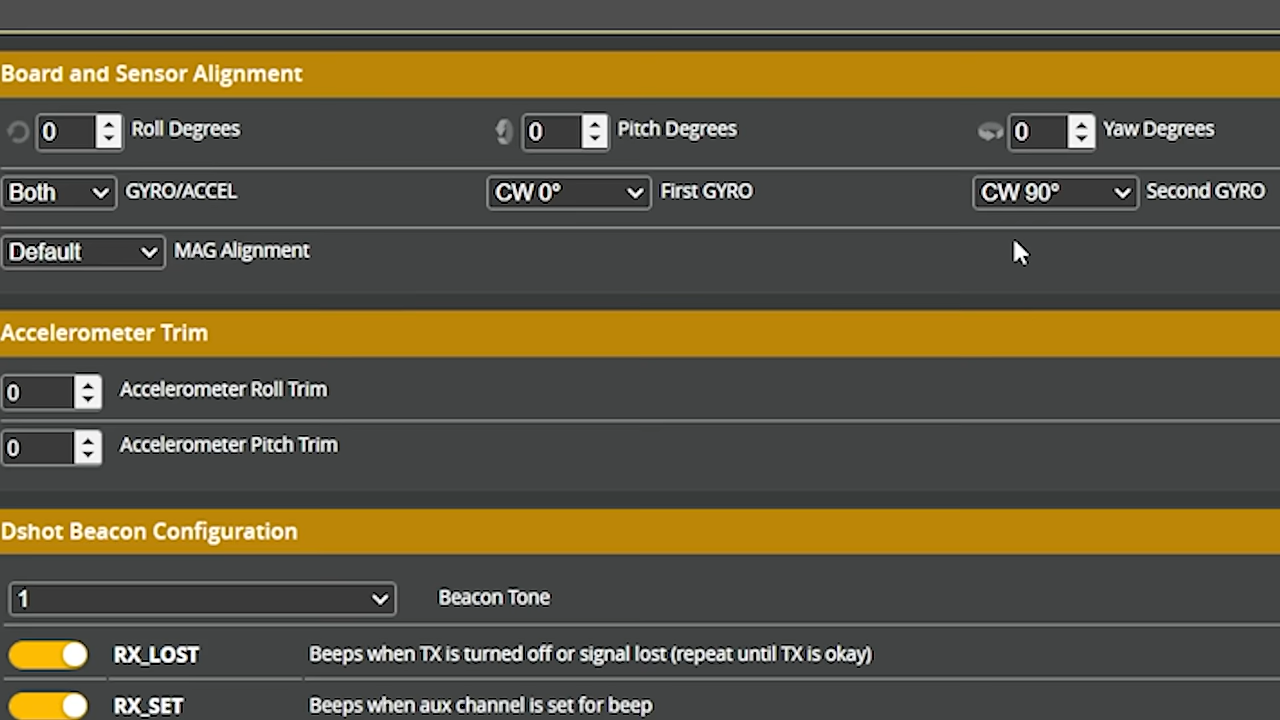 Board and Sensor Alignment
0 Roll Degrees 0 Pitch Degrees 0 Yaw Degrees
Both GYRO/ACCEL CW 0° First GYRO CW 90° Second GYRO
Default MAG Alignment
Accelerometer Trim
0 Accelerometer Roll Trim
0 Accelerometer Pitch Trim
Dshot Beacon Configuration
1 Beacon Tone
RX_LOST Beeps when TX is turned off or signal lost (repeat until TX is okay)
RX_SET Beeps when aux channel is set for beep